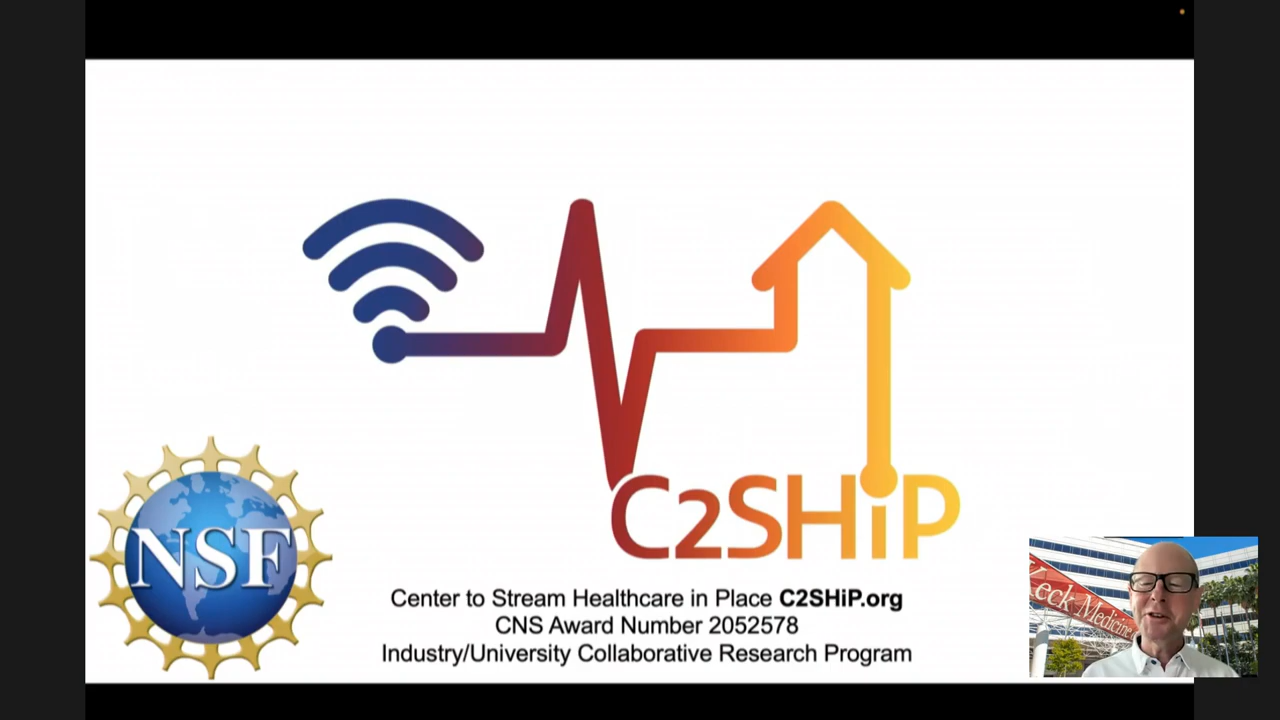 C2SHiP
NSF
Center to Stream Healthcare in Place C2SHiP.org
CNS Award Number 2052578
Industry/University Collaborative Research Program
Keck Medicine